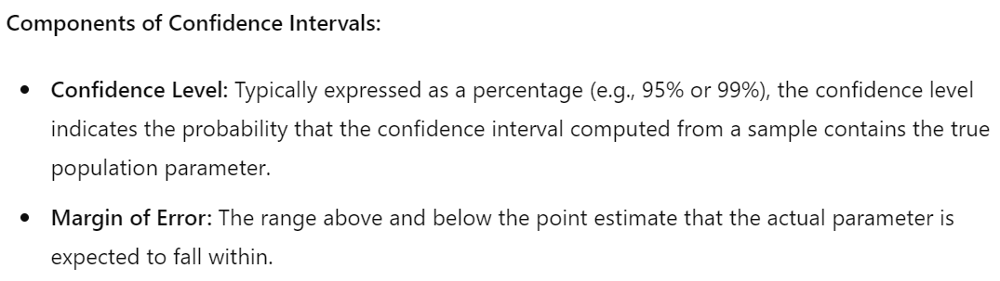 Components of Confidence Intervals:
• Confidence Level: Typically expressed as a percentage (e.g., 95% or 99%), the confidence level
indicates the probability that the confidence interval computed from a sample contains the true
population parameter.
• Margin of Error: The range above and below the point estimate that the actual parameter is
expected to fall within.